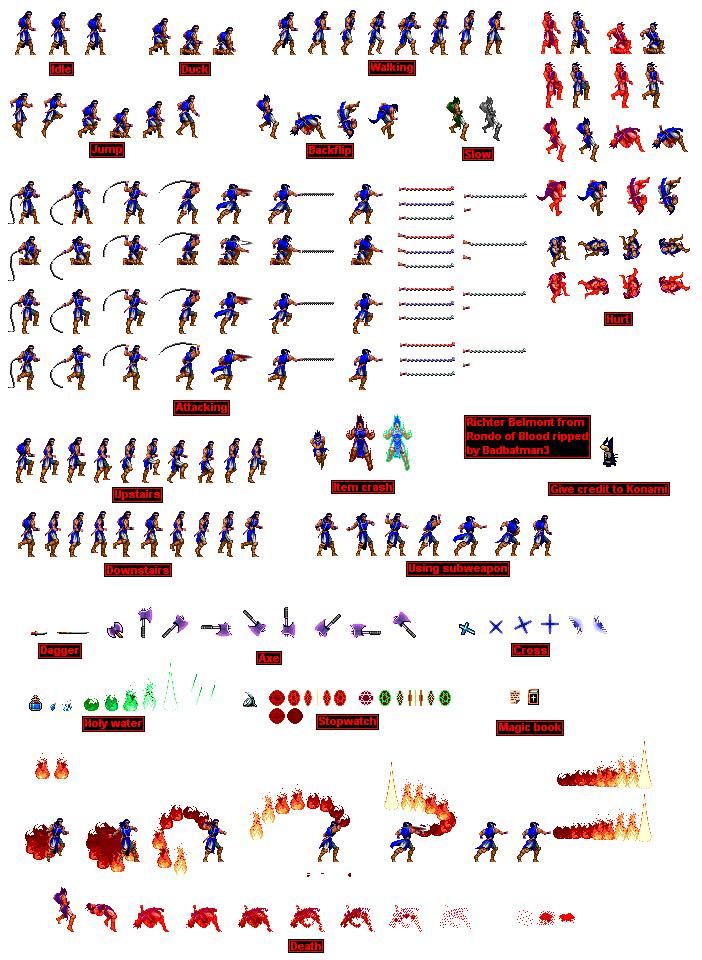 Idle
Duck
Walking
Jump
Backflip
Slow
Hurt
Attacking
Richter Belmont from
Rondo of Blood ripped
by Badbatman3
Item crash
Give credit to Konami
Upstairs
Downstairs
Using subweapon
Dagger
Axe
Cross
Holy water
Stopwatch
Magic book
Death